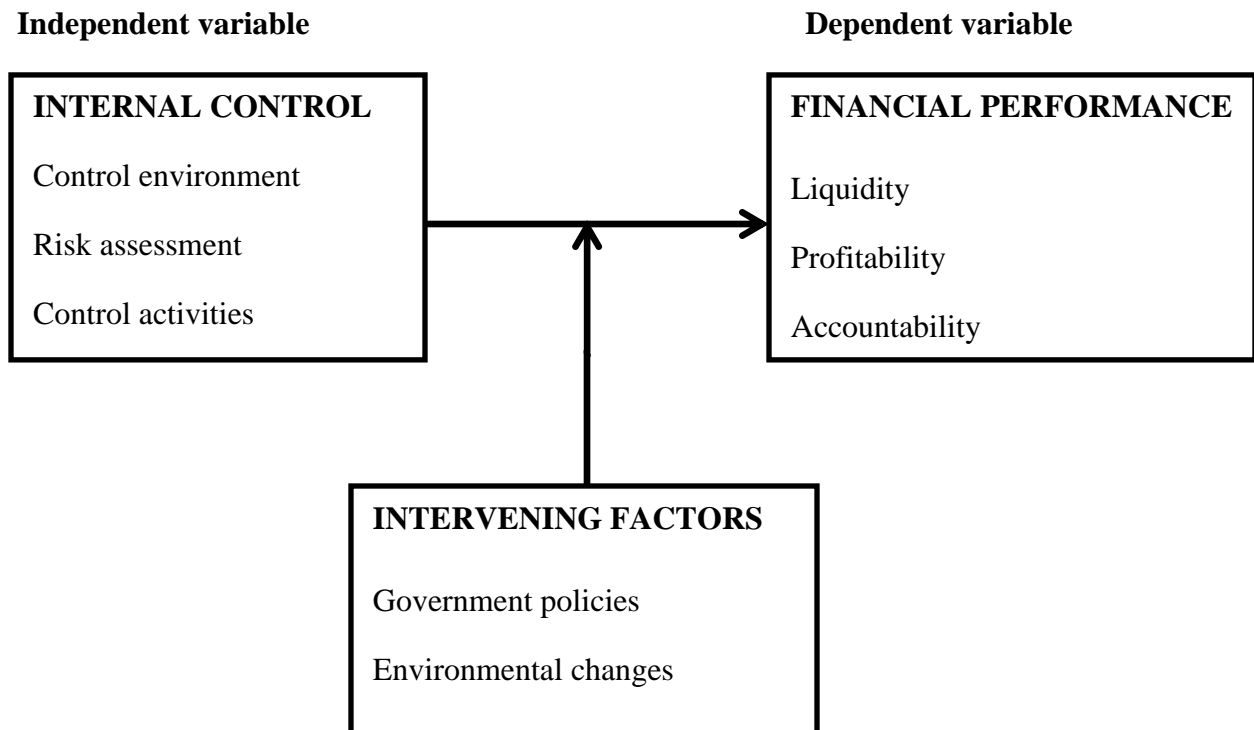 Independent variable
Dependent variable
INTERNAL CONTROL
Control environment
Risk assessment
Control activities
FINANCIAL PERFORMANCE
Liquidity
Profitability
Accountability
INTERVENING FACTORS
Government policies
Environmental changes